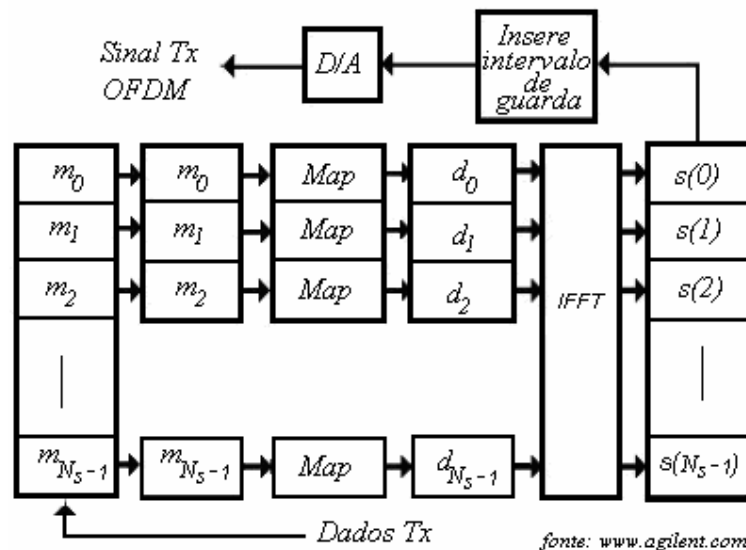 Sinal Tx
OFDM
D/A
Insere
intervalo
de
guarda
m0 m0 Map d0 s(0)
m1 m1 Map d1 s(1)
m2 m2 Map d2 s(2)
IFFT
mNs-1 mNs-1 Map dNs-1 s(Ns-1)
Dados Tx
fonte: www.agilent.com